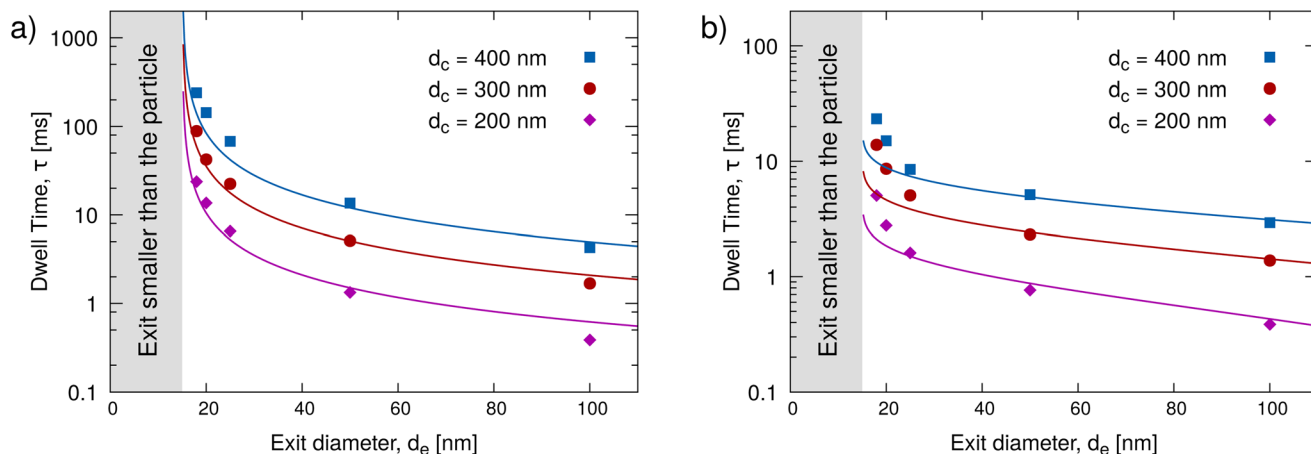 a)
Dwell Time, τ [ms]
1000
100
10
1
0.1
Exit smaller than the particle
d_c = 400 nm
d_c = 300 nm
d_c = 200 nm
0 20 40 60 80 100
Exit diameter, d_e [nm]
b)
Dwell Time, τ [ms]
100
10
1
0.1
Exit smaller than the particle
d_c = 400 nm
d_c = 300 nm
d_c = 200 nm
0 20 40 60 80 100
Exit diameter, d_e [nm]